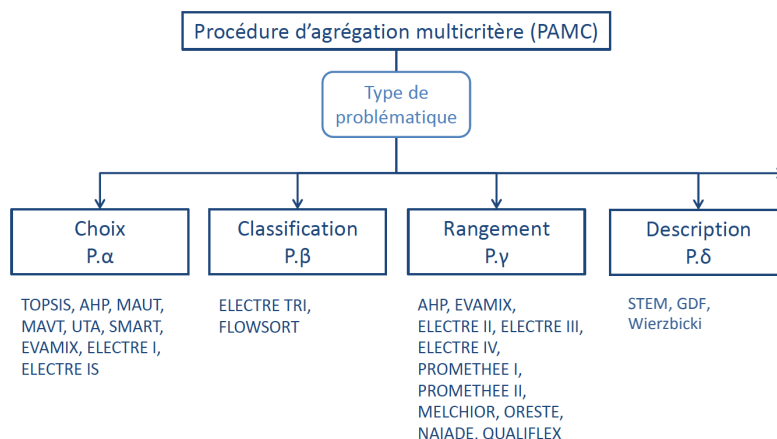 Procédure d'agrégation multicritère (PAMC)
Type de
problématique
Choix
P.α
TOPSIS, AHP, MAUT,
MAVT, UTA, SMART,
EVAMIX, ELECTRE I,
ELECTRE IS
Classification
P.β
ELECTRE TRI,
FLOWSORT
Rangement
P.γ
AHP, EVAMIX,
ELECTRE II, ELECTRE III,
ELECTRE IV,
PROMETHEE I,
PROMETHEE II,
MELCHIOR, ORESTE,
NAIADE, QUALIFLEX
Description
P.δ
STEM, GDF,
Wierzbicki